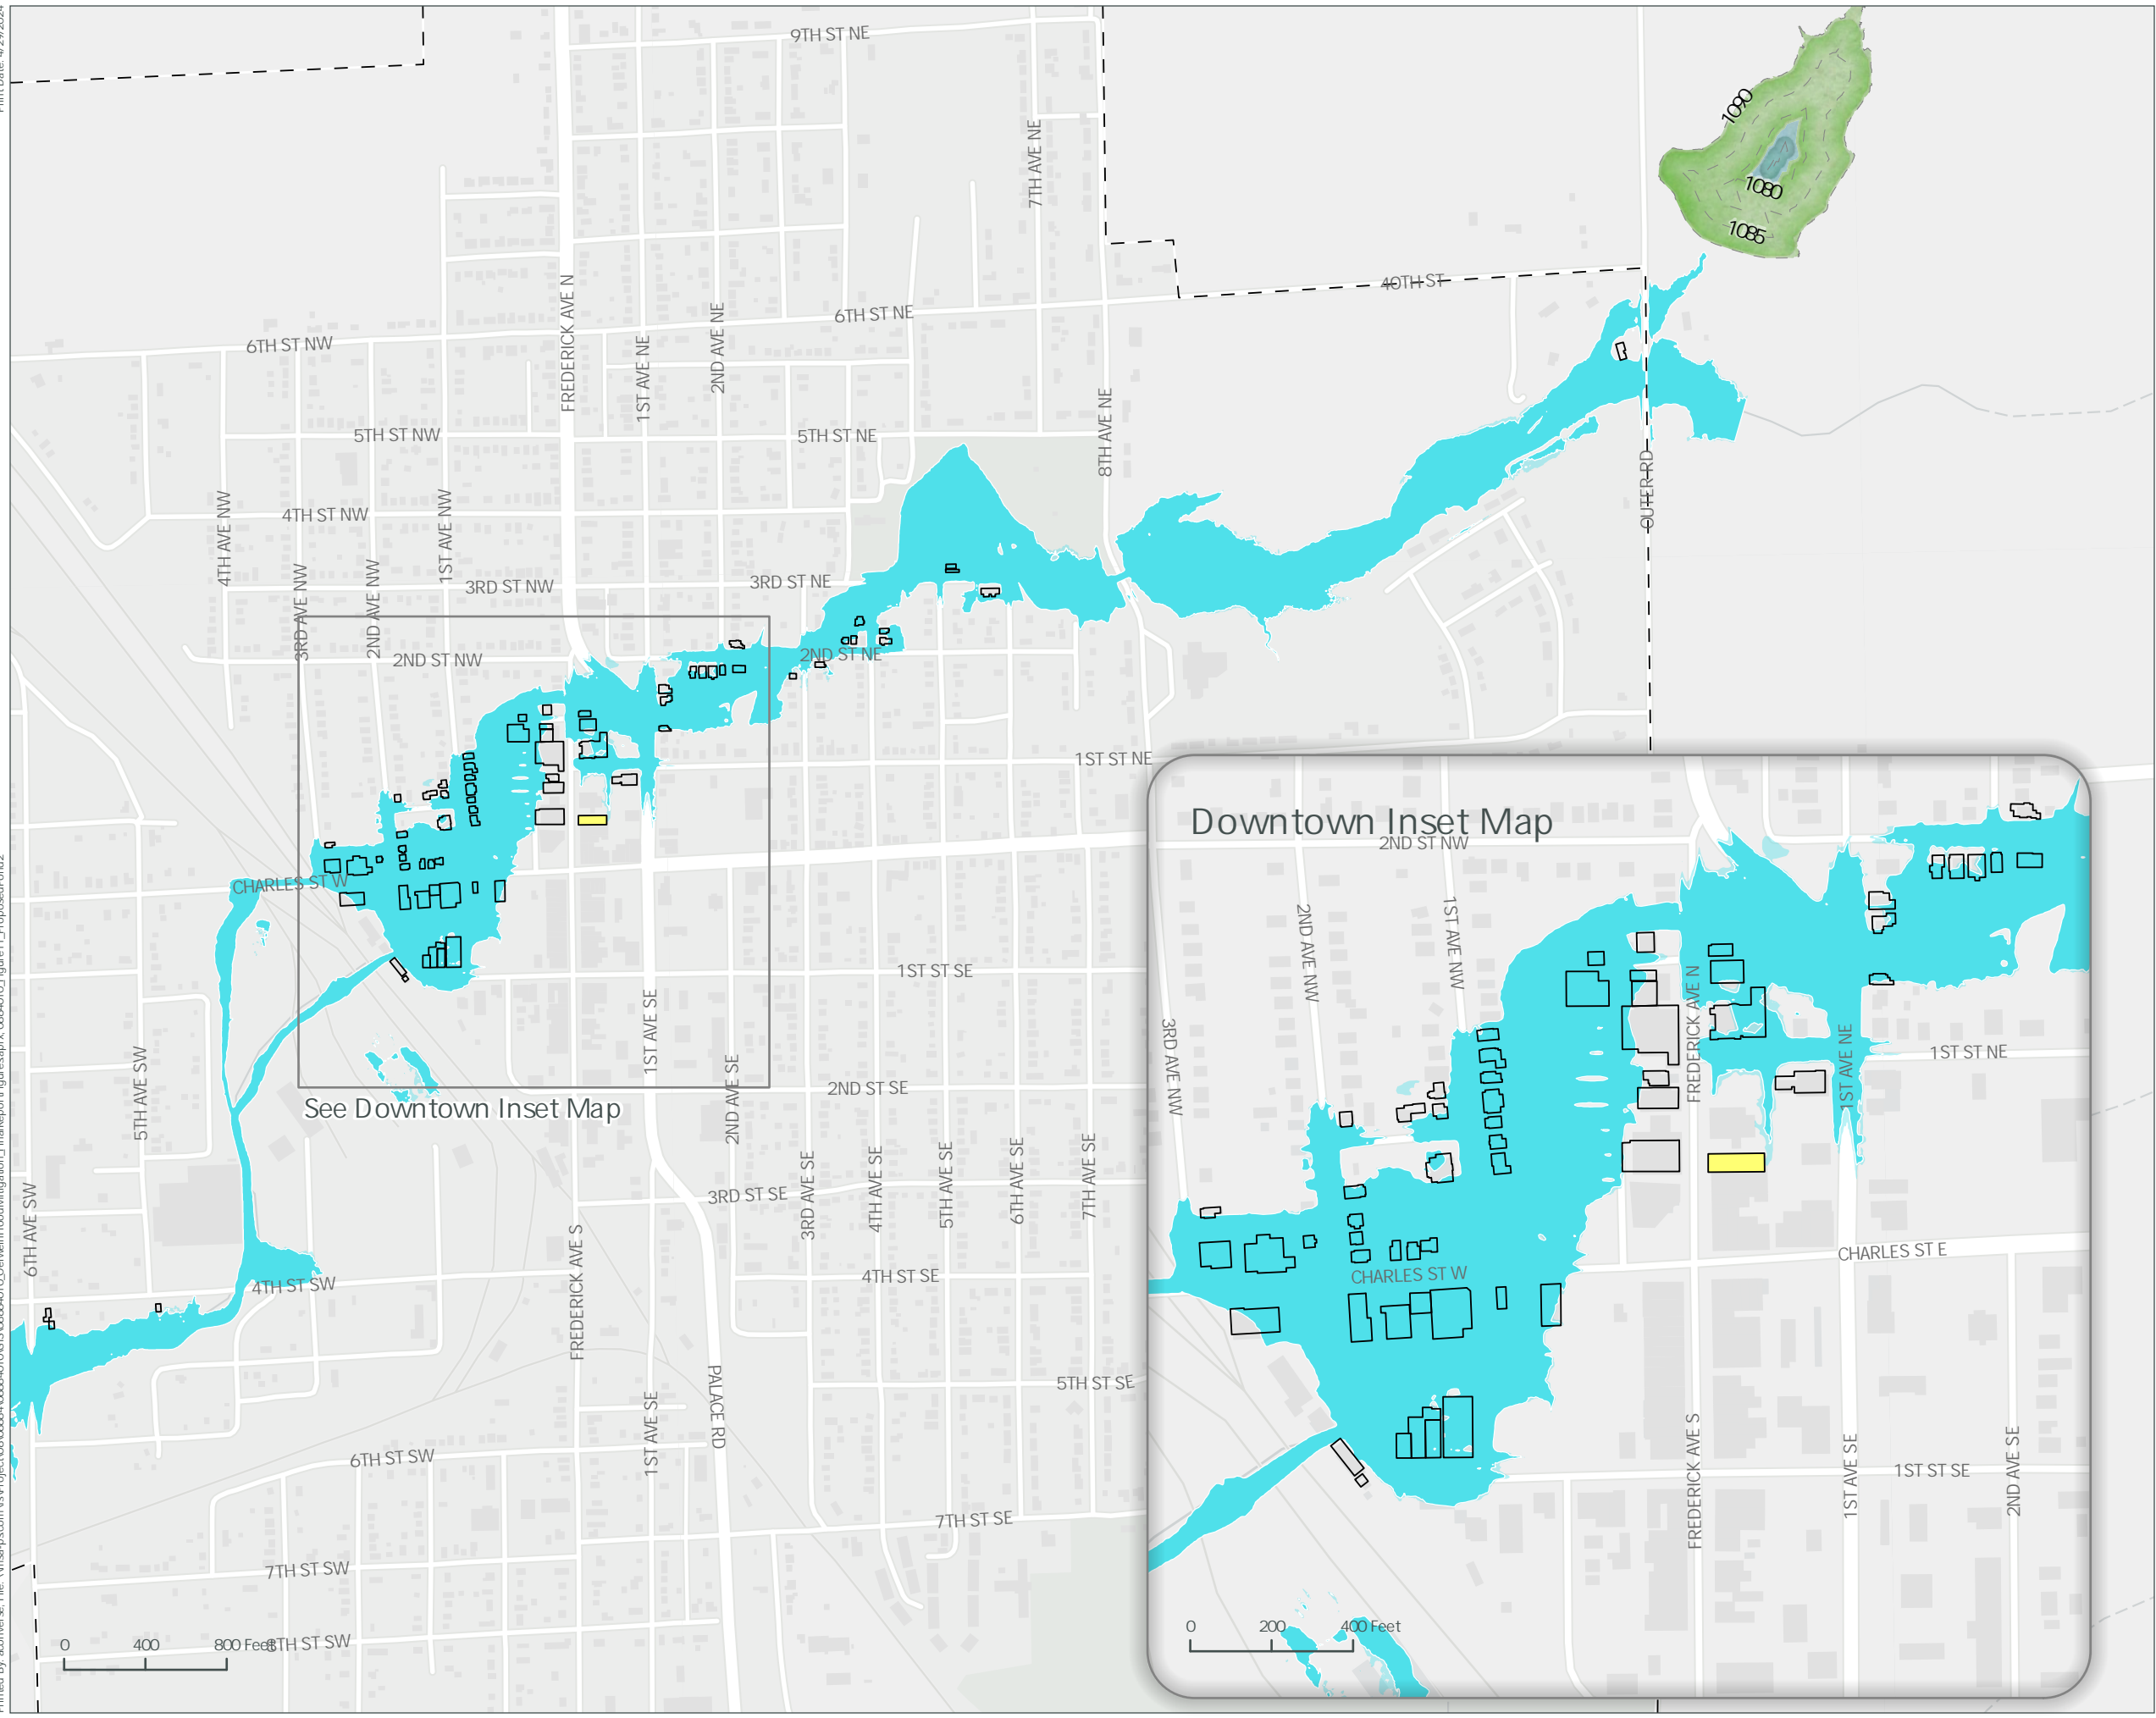 9TH ST NE
1090
7TH AVE NE
1080
1085
40TH ST
FREDERICK AVE N
6TH ST NE
2ND AVE NE
1ST AVE NE
6TH ST NW
8TH AVE NE
5TH ST NW
5TH ST NE
OUTER RD
4TH AVE NW
4TH ST NW
1ST AVE NW
3RD AVE NW
2ND AVE NW
3RD ST NW
3RD ST NE
2ND ST NW
2ND ST NE
1ST ST NE
CHARLES ST W
1ST ST SE
1ST AVE SE
5TH AVE SW
2ND AVE SE
2ND ST SE
See Downtown Inset Map
6TH AVE SW
3RD AVE SE
4TH AVE SE
5TH AVE SE
6TH AVE SE
7TH AVE SE
3RD ST SE
FREDERICK AVE S
4TH ST SW
4TH ST SE
PALACE RD
1ST AVE SE
5TH ST SE
6TH ST SW
7TH ST SE
7TH ST SW
8TH ST SW
0 400 800 Feet
Downtown Inset Map
2ND ST NW
2ND AVE NW
1ST AVE NW
3RD AVE NW
FREDERICK AVE N
1ST AVE NE
1ST ST NE
CHARLES ST E
CHARLES ST W
FREDERICK AVE S
1ST AVE SE
2ND AVE SE
1ST ST SE
0 200 400 Feet